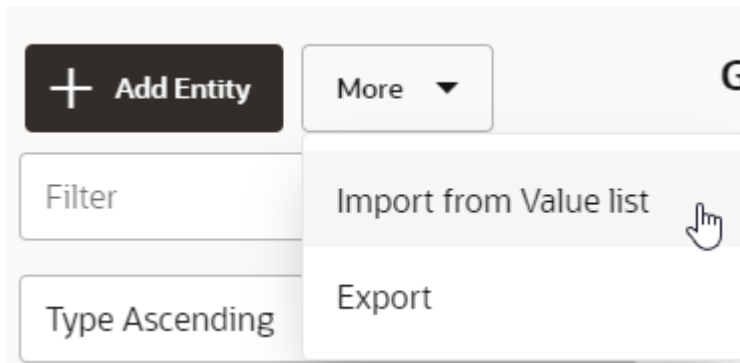 Add Entity
More
G
Filter
Import from Value list
Export
Type Ascending